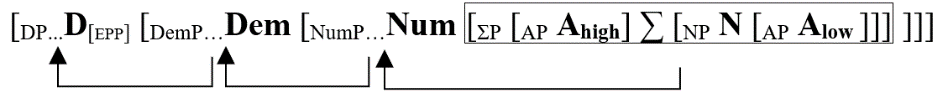 [DP…D[EPP] [DemP…Dem [NumP…Num [ΣP [AP Ahigh] ∑ [NP N [AP Alow ]]] ]]]